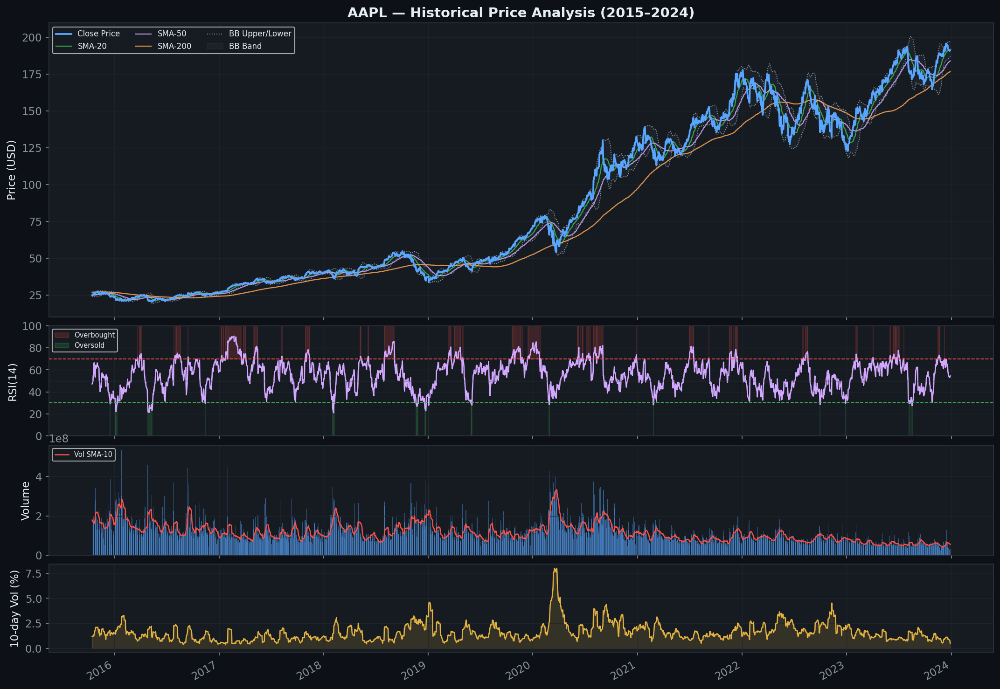 AAPL — Historical Price Analysis (2015–2024)
Close Price SMA-50 BB Upper/Lower
SMA-20 SMA-200 BB Band
Price (USD)
200
175
150
125
100
75
50
25
Overbought
Oversold
RSI(14)
100
80
60
40
20
0
1e8
Vol SMA-10
Volume
4
2
0
10-day Vol (%)
7.5
5.0
2.5
0.0
2016 2017 2018 2019 2020 2021 2022 2023 2024